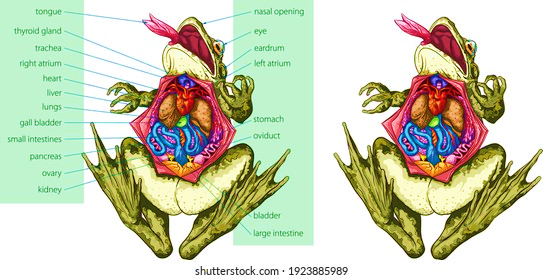 tongue
thyroid gland
trachea
right atrium
heart
liver
lungs
gall bladder
small intestines
pancreas
ovary
kidney
nasal opening
eye
eardrum
left atrium
stomach
oviduct
bladder
large intestine
shutterstock.com · 1923885989